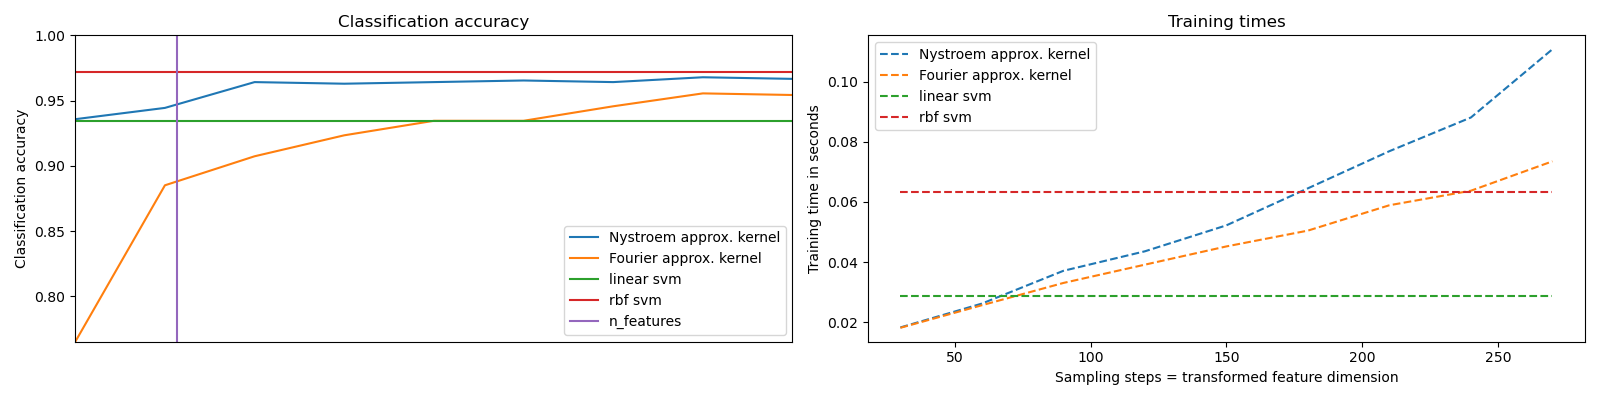 Classification accuracy
Classification accuracy
1.00
0.95
0.90
0.85
0.80
Nystroem approx. kernel
Fourier approx. kernel
linear svm
rbf svm
n_features
Training times
Training time in seconds
0.10
0.08
0.06
0.04
0.02
Nystroem approx. kernel
Fourier approx. kernel
linear svm
rbf svm
50 100 150 200 250
Sampling steps = transformed feature dimension